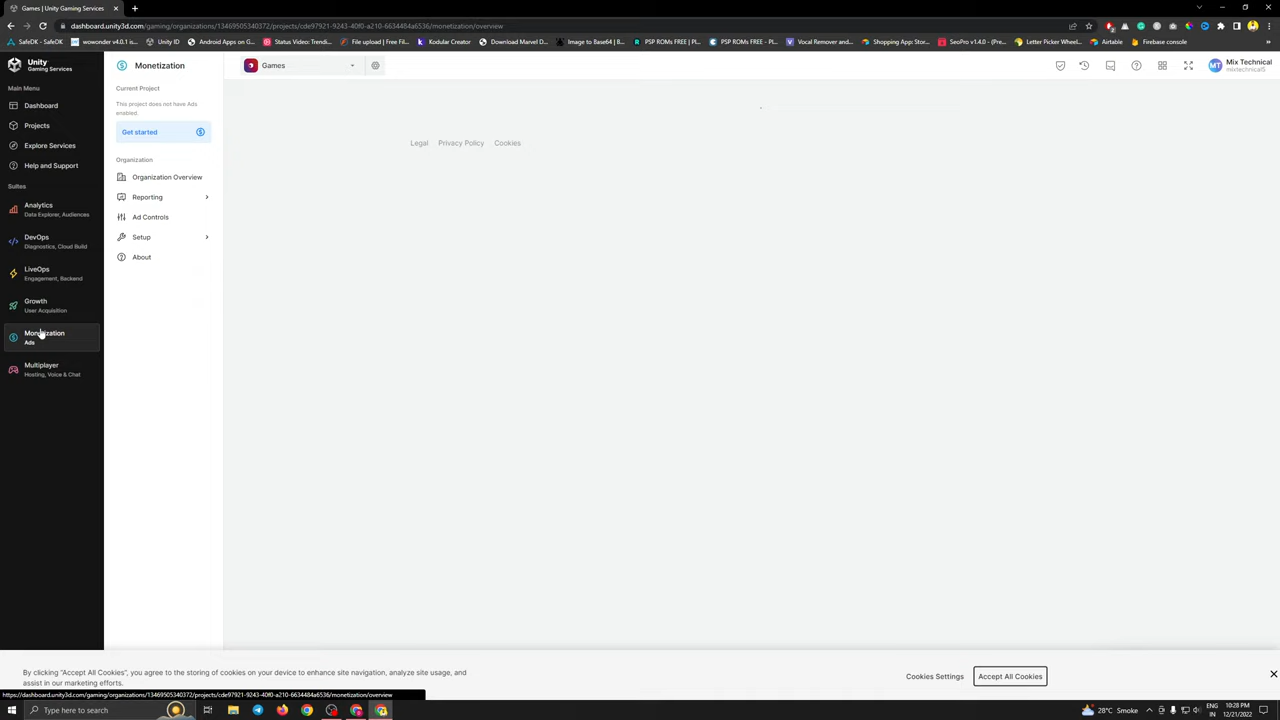 Games | Unity Gaming Services
dashboard.unity3d.com/gaming/organizations/13469505340372/projects/cde97921-9243-40f0-a210-6634484a6536/monetization/overview
SafeDK - SafeDK
wowonder v4.0.1 is...
Unity ID
Android Apps on G...
Status Video: Trendi...
File upload | Free Fil...
Kodular Creator
Download Marvel D...
Image to Base64 | B...
PSP ROMs FREE | Pl...
PSP ROMs FREE - Pl...
Vocal Remover and...
Shopping App: Stor...
SeoPro v1.4.0 - (Pre...
Letter Picker Wheel...
Airtable
Firebase console
Unity
Gaming Services
Monetization
Games
MT
Mix Technical
mixtechnical5
Main Menu
Dashboard
Projects
Explore Services
Help and Support
Suites
Analytics
Data Explorer, Audiences
DevOps
Diagnostics, Cloud Build
LiveOps
Engagement, Backend
Growth
User Acquisition
Monetization
Ads
Multiplayer
Hosting, Voice & Chat
Current Project
This project does not have Ads
enabled.
Get started
Organization
Organization Overview
Reporting
Ad Controls
Setup
About
Legal
Privacy Policy
Cookies
By clicking “Accept All Cookies”, you agree to the storing of cookies on your device to enhance site navigation, analyze site usage, and
assist in our marketing efforts.
Cookies Settings
Accept All Cookies
https://dashboard.unity3d.com/gaming/organizations/13469505340372/projects/cde97921-9243-40f0-a210-6634484a6536/monetization/overview
Type here to search
28°C Smoke
ENG
IN
10:28 PM
12/21/2022